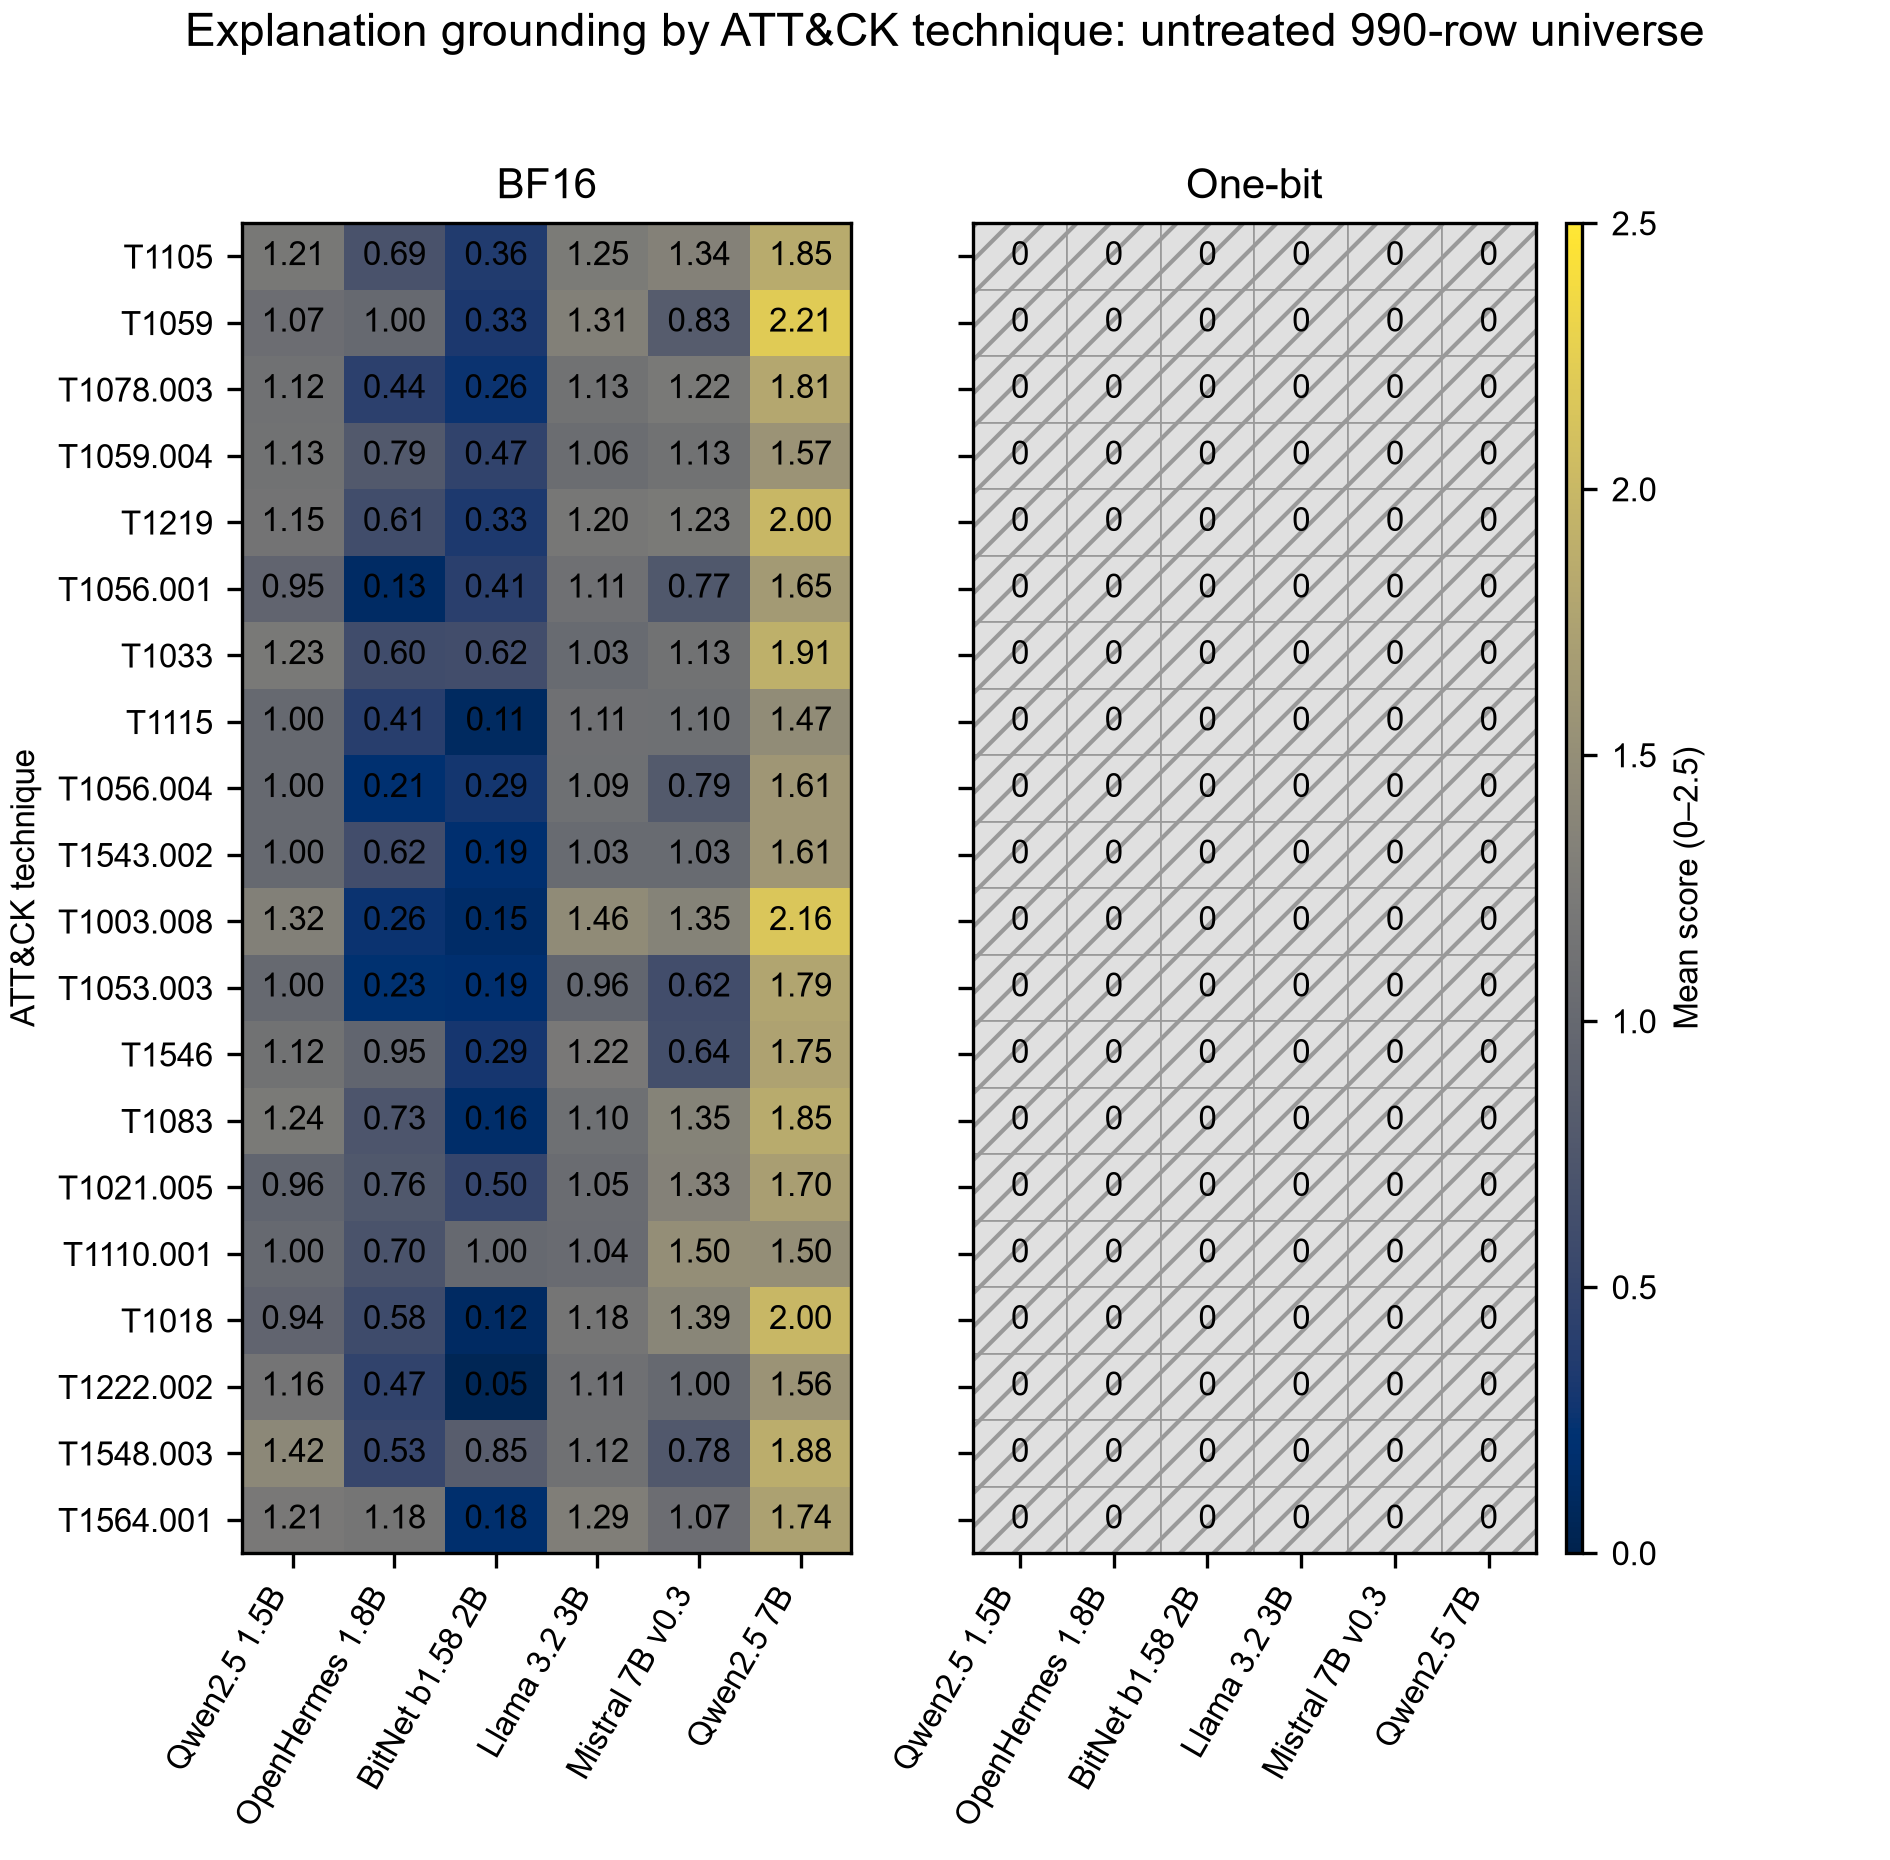 Explanation grounding by ATT&CK technique: untreated 990-row universe
BF16
One-bit
ATT&CK technique
T1105 1.21 0.69 0.36 1.25 1.34 1.85 0 0 0 0 0 0
T1059 1.07 1.00 0.33 1.31 0.83 2.21 0 0 0 0 0 0
T1078.003 1.12 0.44 0.26 1.13 1.22 1.81 0 0 0 0 0 0
T1059.004 1.13 0.79 0.47 1.06 1.13 1.57 0 0 0 0 0 0
T1219 1.15 0.61 0.33 1.20 1.23 2.00 0 0 0 0 0 0
T1056.001 0.95 0.13 0.41 1.11 0.77 1.65 0 0 0 0 0 0
T1033 1.23 0.60 0.62 1.03 1.13 1.91 0 0 0 0 0 0
T1115 1.00 0.41 0.11 1.11 1.10 1.47 0 0 0 0 0 0
T1056.004 1.00 0.21 0.29 1.09 0.79 1.61 0 0 0 0 0 0
T1543.002 1.00 0.62 0.19 1.03 1.03 1.61 0 0 0 0 0 0
T1003.008 1.32 0.26 0.15 1.46 1.35 2.16 0 0 0 0 0 0
T1053.003 1.00 0.23 0.19 0.96 0.62 1.79 0 0 0 0 0 0
T1546 1.12 0.95 0.29 1.22 0.64 1.75 0 0 0 0 0 0
T1083 1.24 0.73 0.16 1.10 1.35 1.85 0 0 0 0 0 0
T1021.005 0.96 0.76 0.50 1.05 1.33 1.70 0 0 0 0 0 0
T1110.001 1.00 0.70 1.00 1.04 1.50 1.50 0 0 0 0 0 0
T1018 0.94 0.58 0.12 1.18 1.39 2.00 0 0 0 0 0 0
T1222.002 1.16 0.47 0.05 1.11 1.00 1.56 0 0 0 0 0 0
T1548.003 1.42 0.53 0.85 1.12 0.78 1.88 0 0 0 0 0 0
T1564.001 1.21 1.18 0.18 1.29 1.07 1.74 0 0 0 0 0 0
Qwen2.5 1.5B
OpenHermes 1.8B
BitNet b1.58 2B
Llama 3.2 3B
Mistral 7B v0.3
Qwen2.5 7B
Qwen2.5 1.5B
OpenHermes 1.8B
BitNet b1.58 2B
Llama 3.2 3B
Mistral 7B v0.3
Qwen2.5 7B
2.5
2.0
1.5
1.0
0.5
0.0
Mean score (0–2.5)